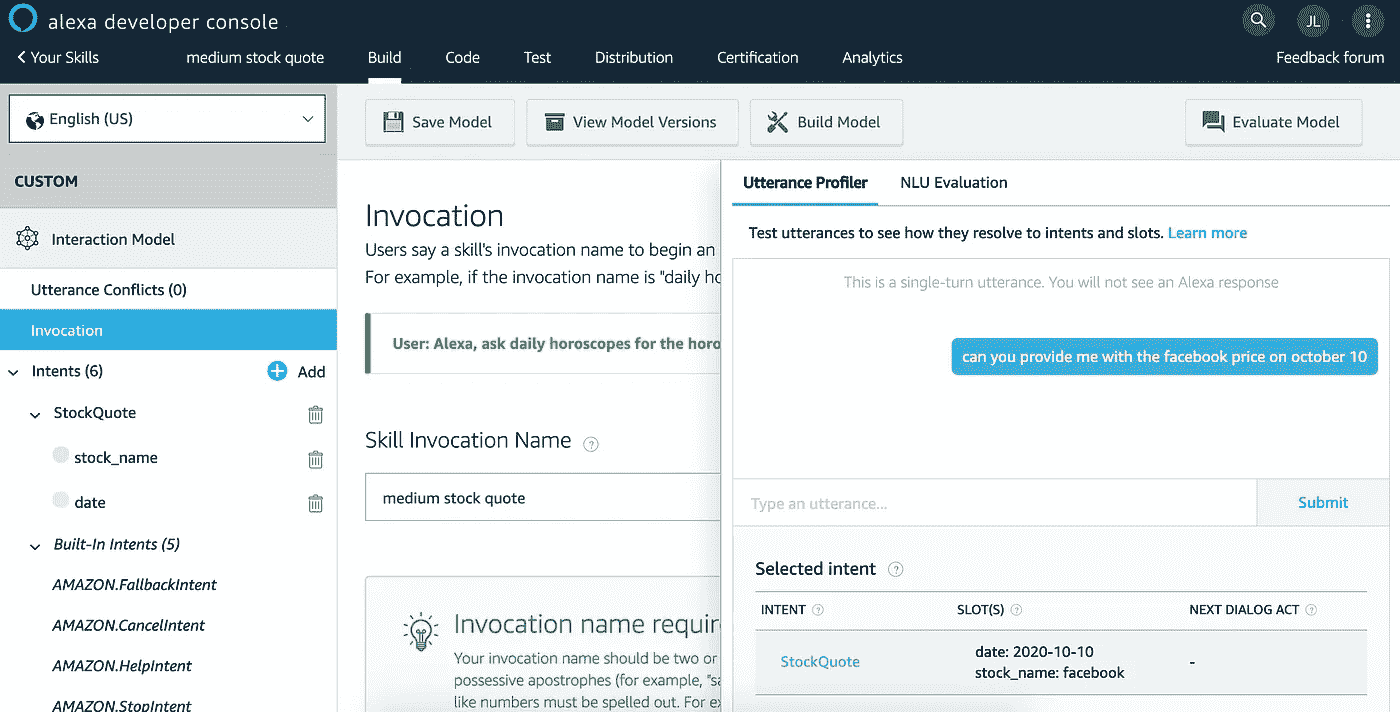 alexa developer console
JL
Your Skills
medium stock quote
Build
Code
Test
Distribution
Certification
Analytics
Feedback forum
English (US)
Save Model
View Model Versions
Build Model
Evaluate Model
CUSTOM
Interaction Model
Utterance Conflicts (0)
Invocation
Intents (6)
Add
StockQuote
stock_name
date
Built-In Intents (5)
AMAZON.FallbackIntent
AMAZON.CancelIntent
AMAZON.HelpIntent
AMAZON.StopIntent
Invocation
Users say a skill's invocation name to begin an
For example, if the invocation name is "daily ho
User: Alexa, ask daily horoscopes for the horo
Skill Invocation Name ?
medium stock quote
Invocation name requir
Your invocation name should be two or
possessive apostrophes (for example, "sa
like numbers must be spelled out. For ex
Utterance Profiler
NLU Evaluation
Test utterances to see how they resolve to intents and slots. Learn more
This is a single-turn utterance. You will not see an Alexa response
can you provide me with the facebook price on october 10
Type an utterance...
Submit
Selected intent ?
INTENT ?
SLOT(S) ?
NEXT DIALOG ACT ?
StockQuote
date: 2020-10-10
stock_name: facebook
-